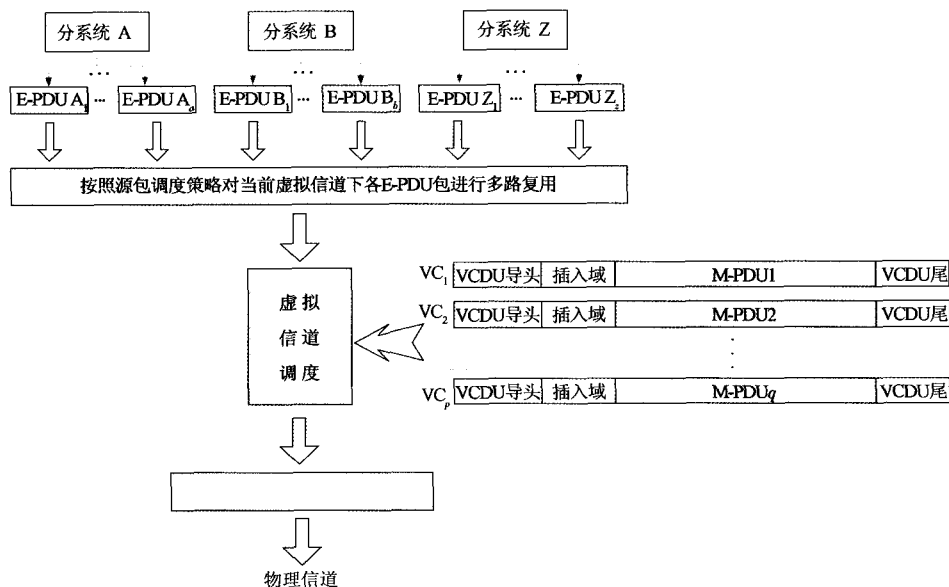 分系统 A 分系统 B 分系统 Z
... ... ...
E-PDU A₁ ... E-PDU Aₐ E-PDU B₁ ... E-PDU B_b E-PDU Z₁ ... E-PDU Z_z
按照源包调度策略对当前虚拟信道下各E-PDU包进行多路复用
虚拟
信道
调度
VC₁ VCDU导头 插入域 M-PDU1 VCDU尾
VC₂ VCDU导头 插入域 M-PDU2 VCDU尾
VCₚ VCDU导头 插入域 M-PDUq VCDU尾
物理信道